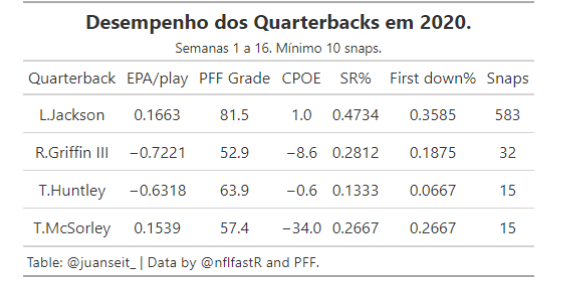 Desempenho dos Quarterbacks em 2020.
Semanas 1 a 16. Mínimo 10 snaps.
Quarterback EPA/play PFF Grade CPOE SR% First down% Snaps
L.Jackson 0.1663 81.5 1.0 0.4734 0.3585 583
R.Griffin III −0.7221 52.9 −8.6 0.2812 0.1875 32
T.Huntley −0.6318 63.9 −0.6 0.1333 0.0667 15
T.McSorley 0.1539 57.4 −34.0 0.2667 0.2667 15
Table: @juanseit_ | Data by @nflfastR and PFF.